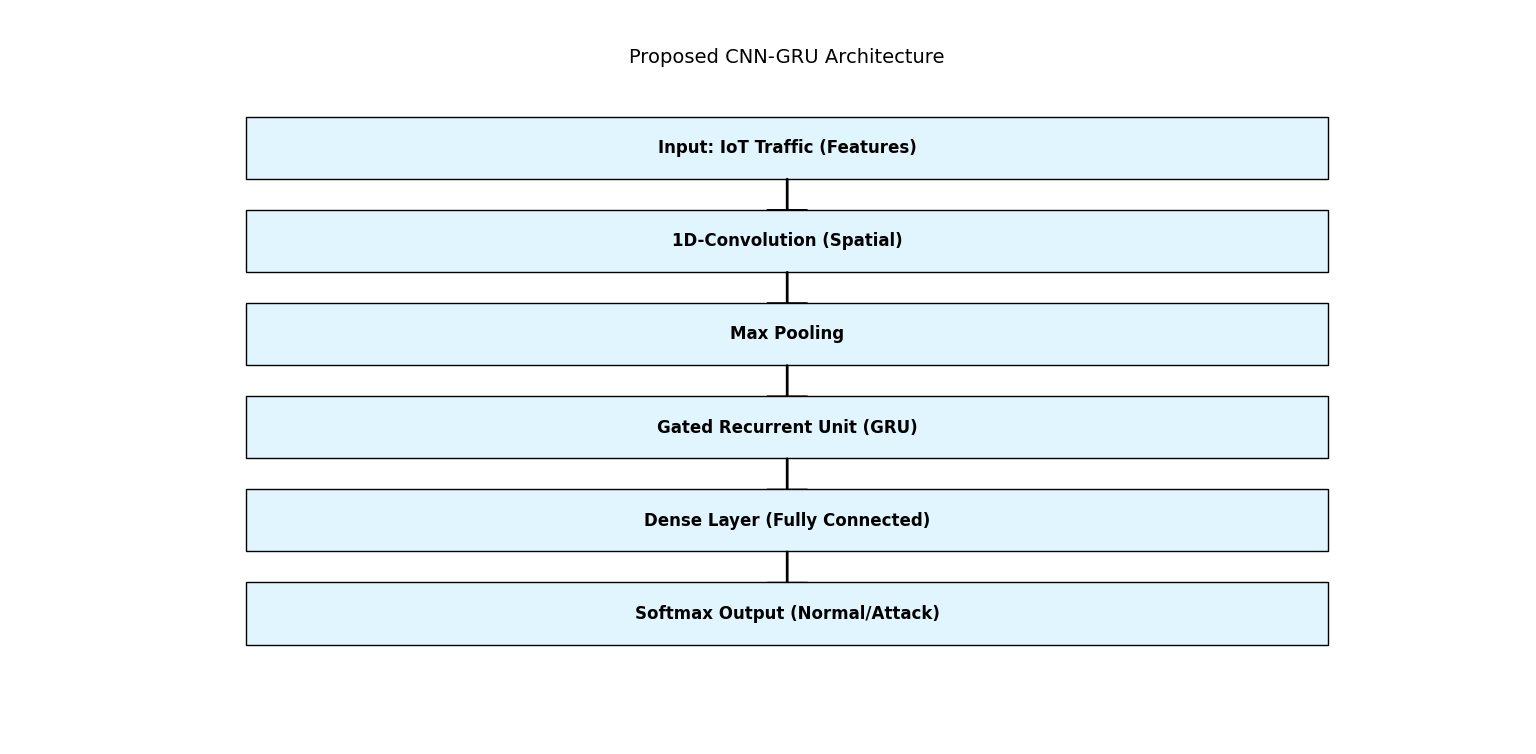 Proposed CNN-GRU Architecture
Input: IoT Traffic (Features)
1D-Convolution (Spatial)
Max Pooling
Gated Recurrent Unit (GRU)
Dense Layer (Fully Connected)
Softmax Output (Normal/Attack)